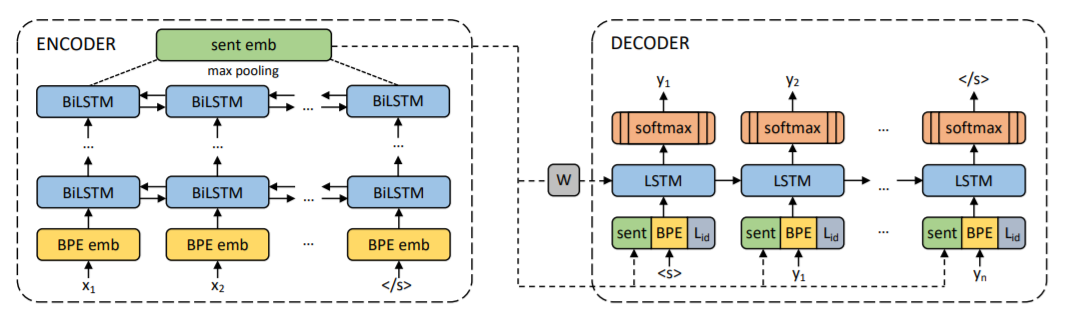 ENCODER
sent emb
max pooling
BiLSTM BiLSTM ... BiLSTM
... ... ...
BiLSTM BiLSTM ... BiLSTM
BPE emb BPE emb ... BPE emb
x1 x2 </s>
W
DECODER
y1 y2 </s>
softmax softmax ... softmax
LSTM LSTM ... LSTM
sent BPE Lid sent BPE Lid ... sent BPE Lid
<s> y1 yn